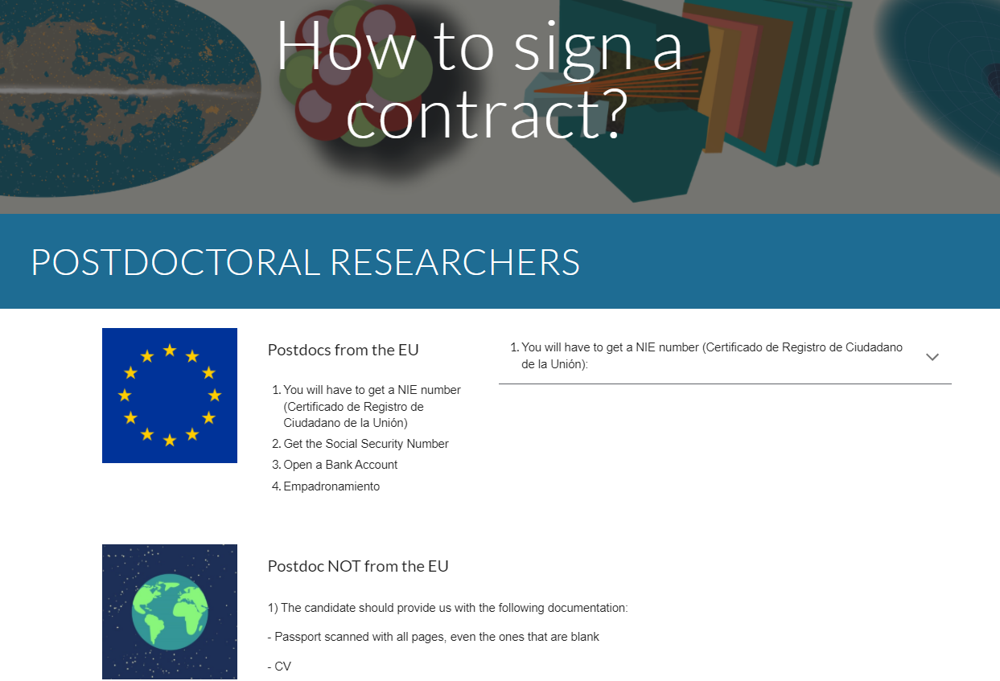 How to sign a
contract?
POSTDOCTORAL RESEARCHERS
Postdocs from the EU
1. You will have to get a NIE number
(Certificado de Registro de
Ciudadano de la Unión)
2. Get the Social Security Number
3. Open a Bank Account
4. Empadronamiento
1. You will have to get a NIE number (Certificado de Registro de Ciudadano
de la Unión):
Postdoc NOT from the EU
1) The candidate should provide us with the following documentation:
- Passport scanned with all pages, even the ones that are blank
- CV